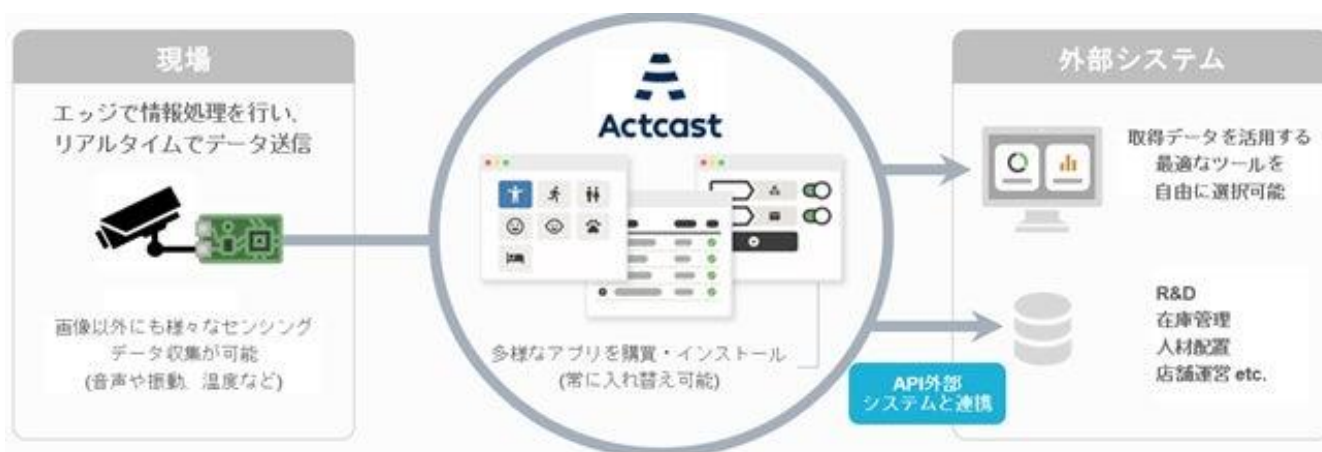 現場
エッジで情報処理を行い、
リアルタイムでデータ送信
画像以外にも様々なセンシング
データ収集が可能
(音声や振動、温度など)
Actcast
多様なアプリを購買・インストール
(常に入れ替え可能)
API外部
システムと連携
外部システム
取得データを活用する
最適なツールを
自由に選択可能
R&D
在庫管理
人材配置
店舗運営 etc.